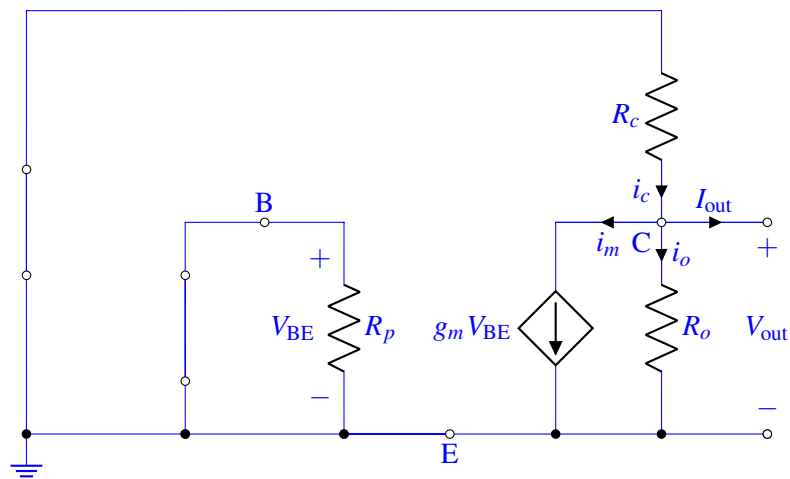 R_c
i_c
I_out
B
i_m C i_o
+
+
V_BE R_p
g_m V_BE
R_o
V_out
−
−
E